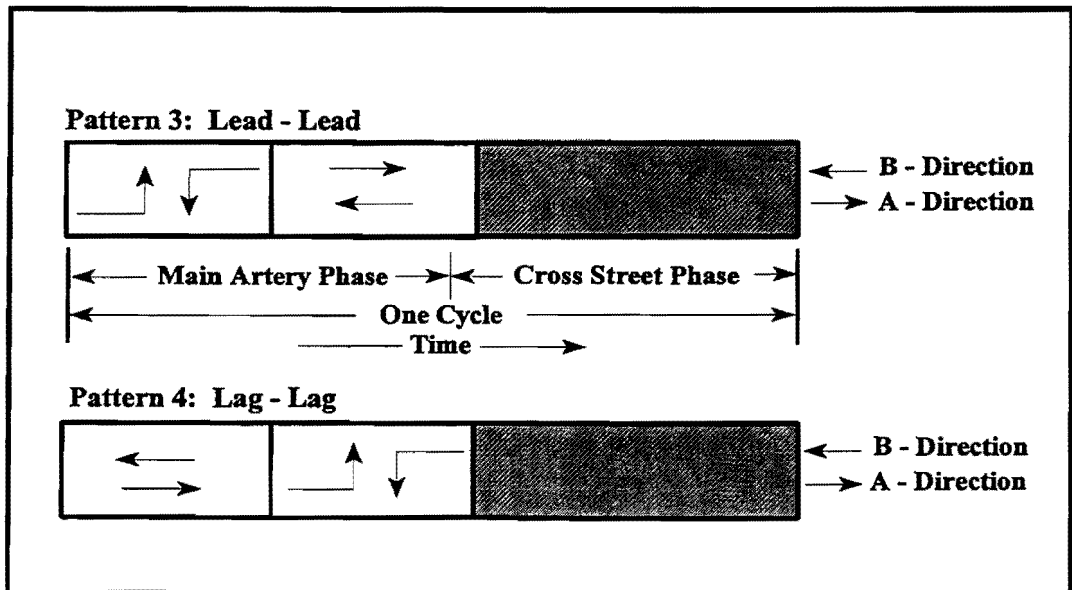 Pattern 3: Lead - Lead
B - Direction
A - Direction
Main Artery Phase
Cross Street Phase
One Cycle
Time
Pattern 4: Lag - Lag
B - Direction
A - Direction